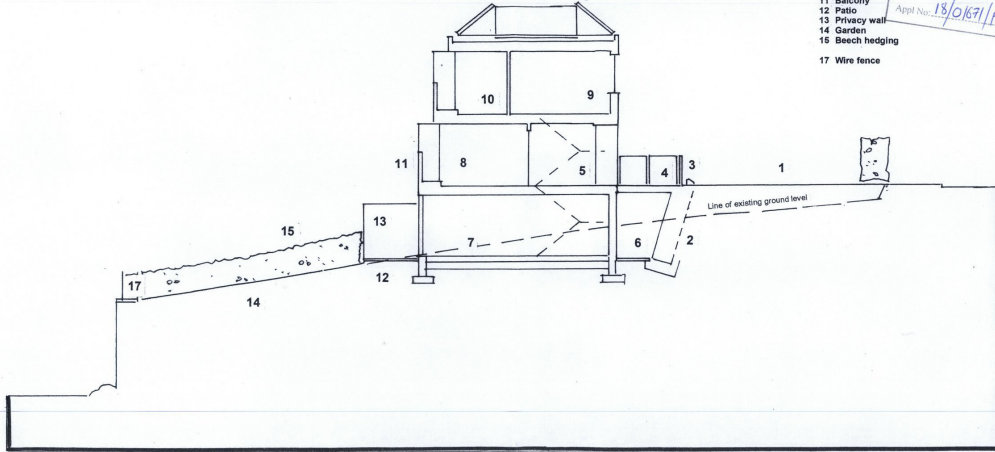 11 Balcony
12 Patio
13 Privacy wall
14 Garden
15 Beech hedging
17 Wire fence
Appl No: 18/0/671/
10
9
11
8
5
4
3
1
Line of existing ground level
13
7
6
2
15
12
17
14